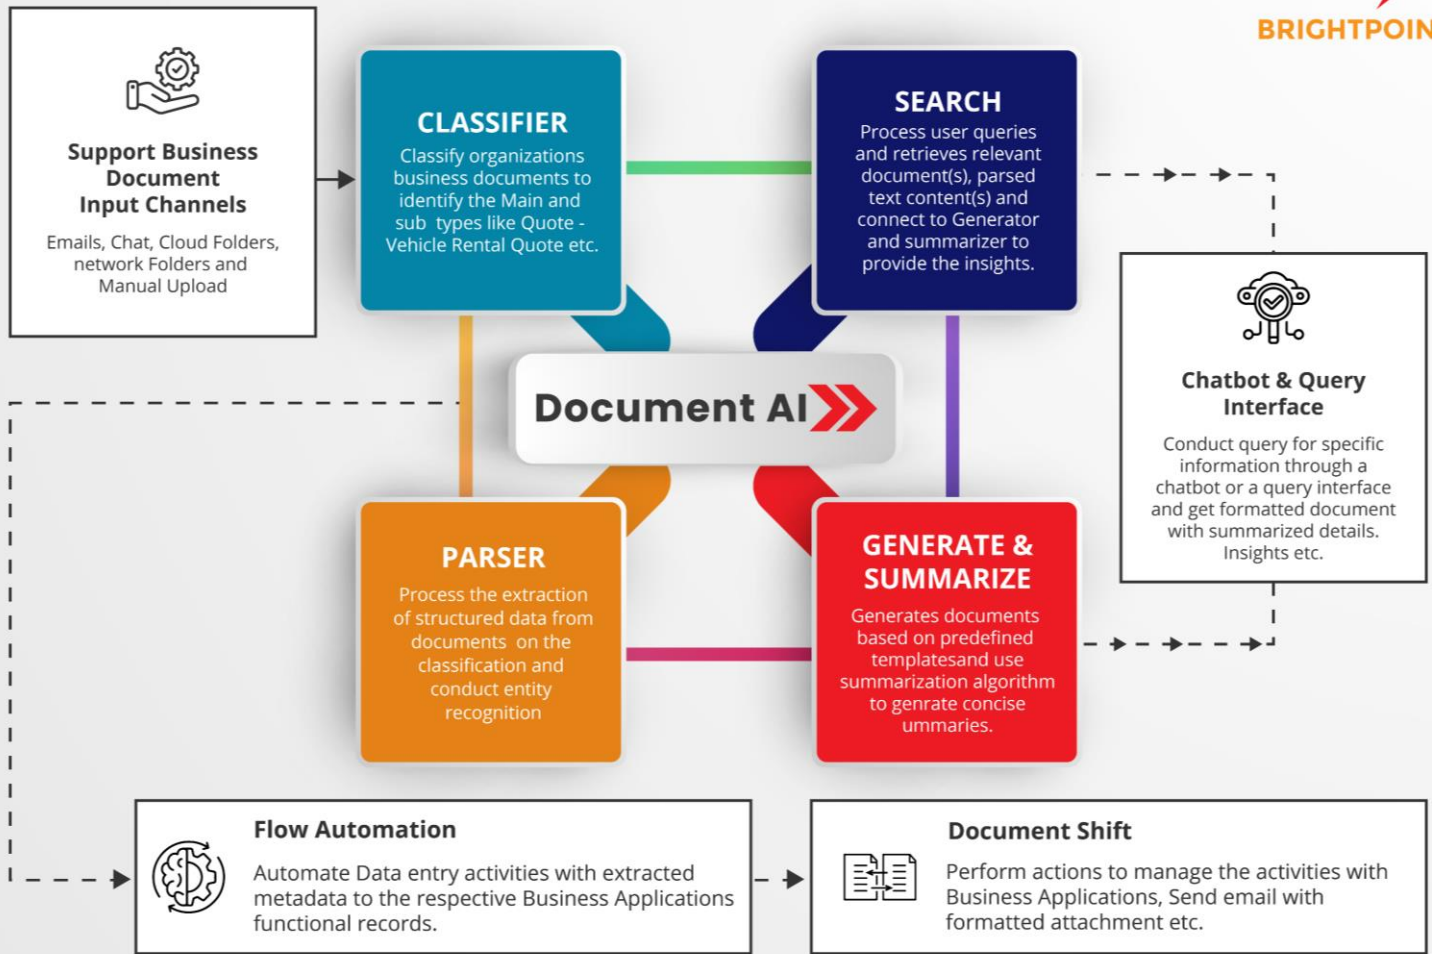 BRIGHTPOIN
Support Business
Document
Input Channels
Emails, Chat, Cloud Folders,
network Folders and
Manual Upload
CLASSIFIER
Classify organizations
business documents to
identify the Main and
sub types like Quote -
Vehicle Rental Quote etc.
SEARCH
Process user queries
and retrieves relevant
document(s), parsed
text content(s) and
connect to Generator
and summarizer to
provide the insights.
Document AI
Chatbot & Query
Interface
Conduct query for specific
information through a
chatbot or a query interface
and get formatted document
with summarized details.
Insights etc.
PARSER
Process the extraction
of structured data from
documents on the
classification and
conduct entity
recognition
GENERATE &
SUMMARIZE
Generates documents
based on predefined
templatesand use
summarization algorithm
to genrate concise
ummaries.
Flow Automation
Automate Data entry activities with extracted
metadata to the respective Business Applications
functional records.
Document Shift
Perform actions to manage the activities with
Business Applications, Send email with
formatted attachment etc.